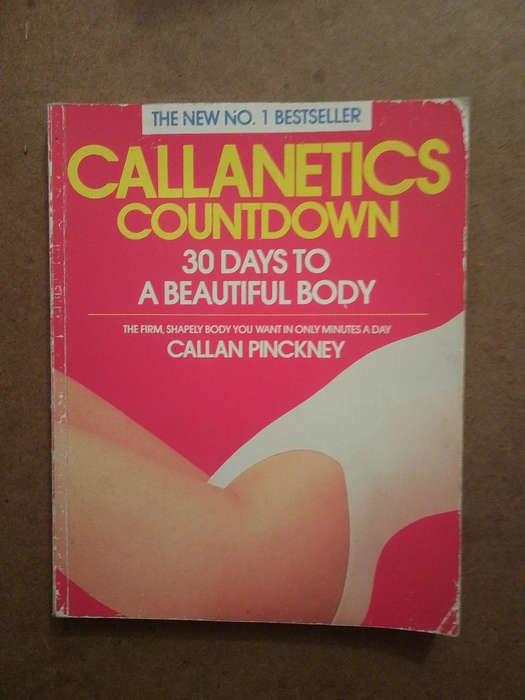 THE NEW NO. 1 BESTSELLER
CALLANETICS
COUNTDOWN
30 DAYS TO
A BEAUTIFUL BODY
THE FIRM, SHAPELY BODY YOU WANT IN ONLY MINUTES A DAY
CALLAN PINCKNEY